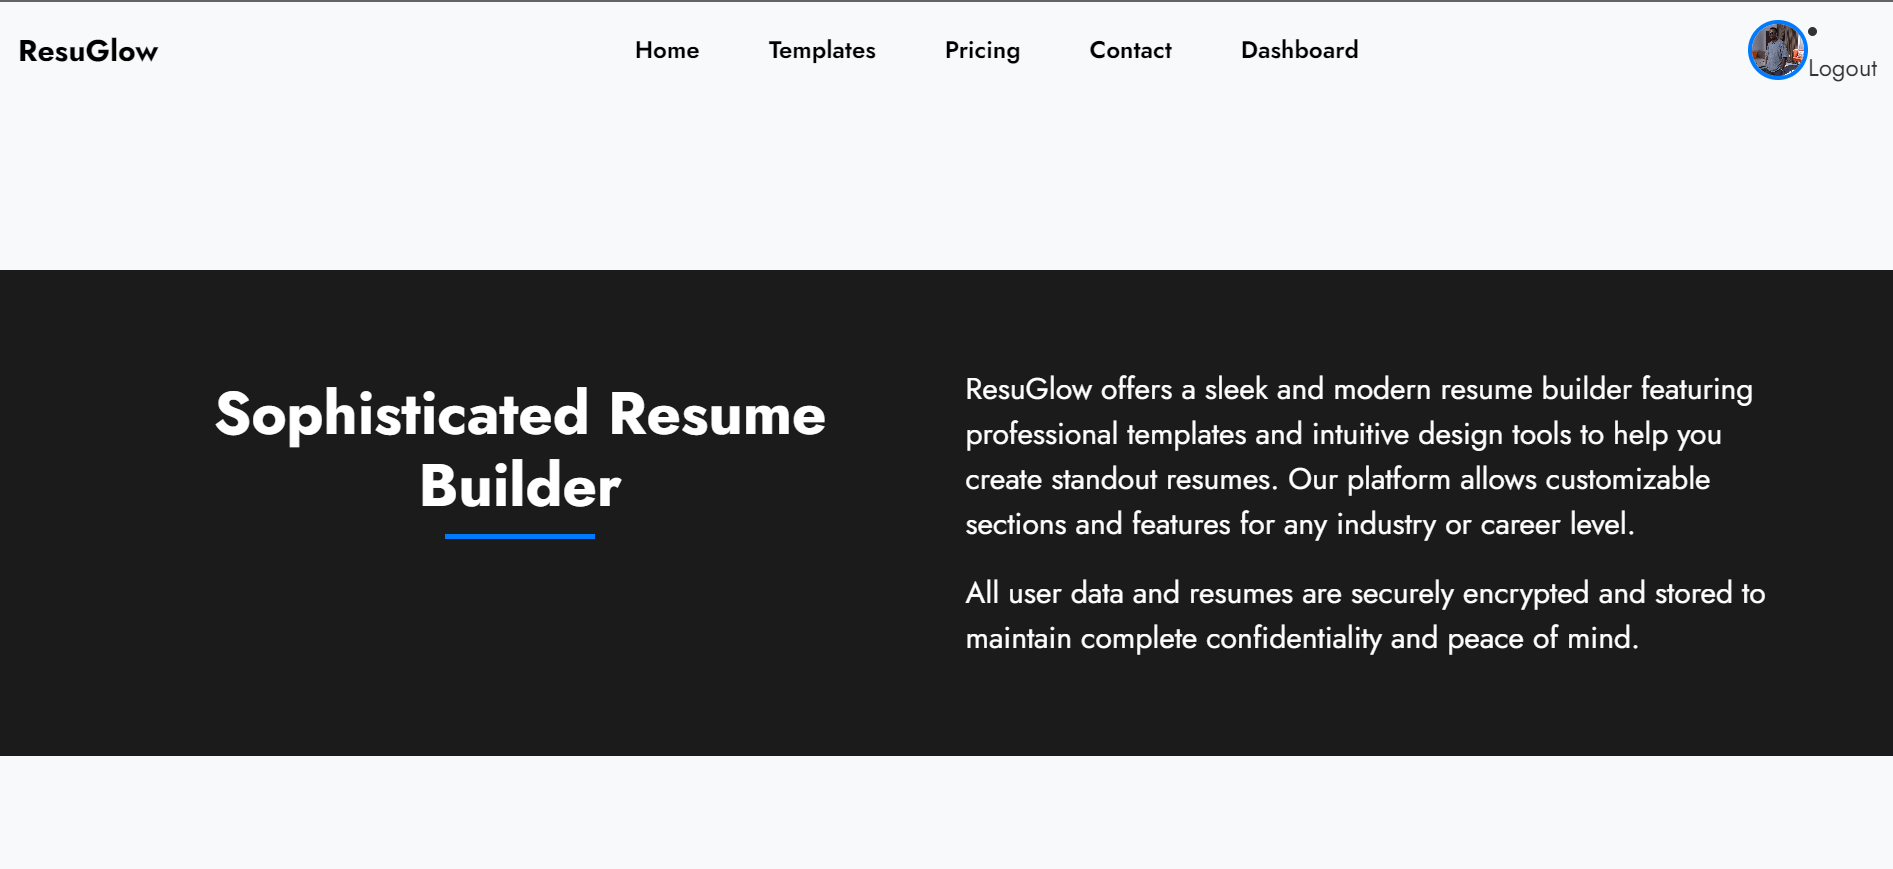 ResuGlow
Home
Templates
Pricing
Contact
Dashboard
Logout
Sophisticated Resume
Builder
ResuGlow offers a sleek and modern resume builder featuring
professional templates and intuitive design tools to help you
create standout resumes. Our platform allows customizable
sections and features for any industry or career level.
All user data and resumes are securely encrypted and stored to
maintain complete confidentiality and peace of mind.